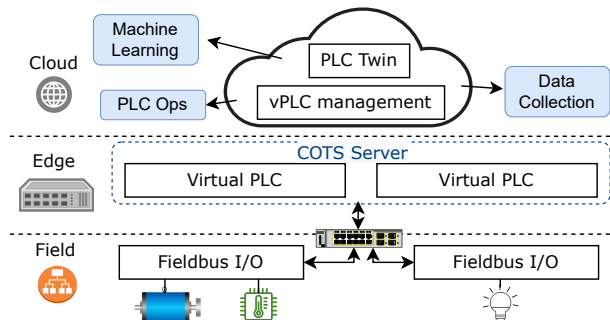 Machine
Learning
Cloud
PLC Twin
PLC Ops
vPLC management
Data
Collection
Edge
COTS Server
Virtual PLC
Virtual PLC
Field
Fieldbus I/O
Fieldbus I/O